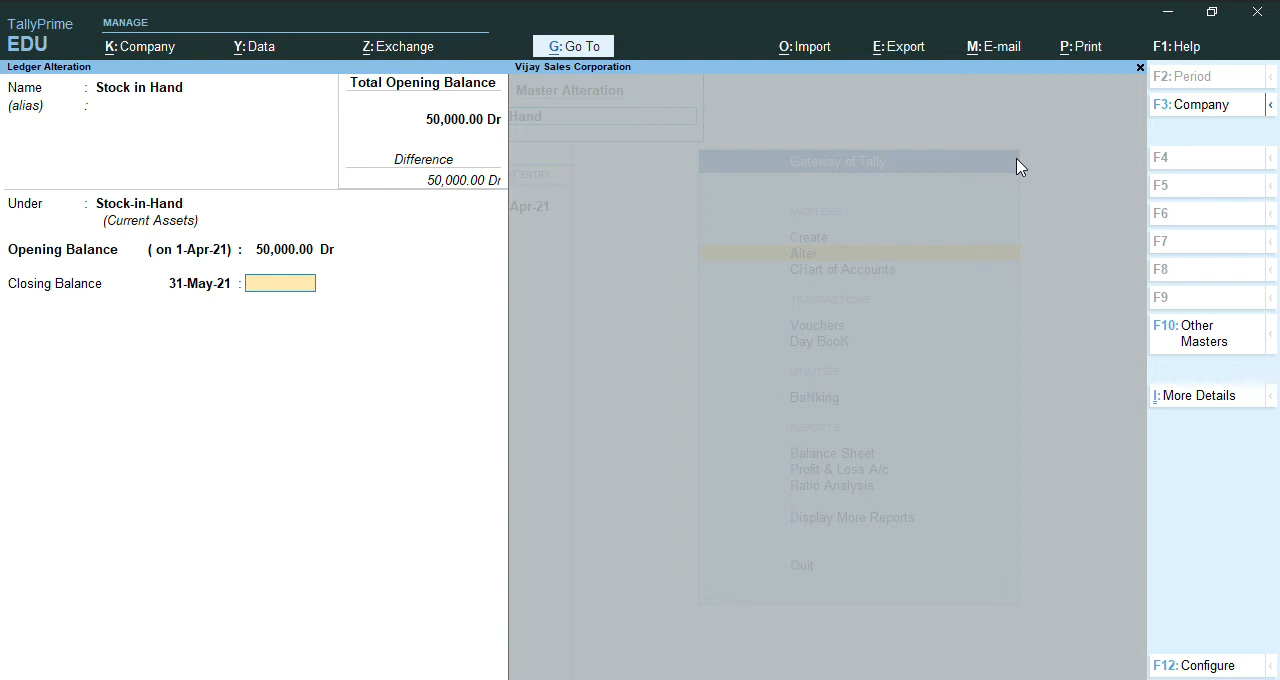 TallyPrime
EDU
MANAGE
K: Company
Y: Data
Z: Exchange
G: Go To
O: Import
E: Export
M: E-mail
P: Print
F1: Help
Ledger Alteration
Vijay Sales Corporation
Name : Stock in Hand
(alias) :
Total Opening Balance
50,000.00 Dr
Difference
50,000.00 Dr
Under : Stock-in-Hand
(Current Assets)
Opening Balance ( on 1-Apr-21) : 50,000.00 Dr
Closing Balance 31-May-21 :
Master Alteration
Hand
T ENTRY
Apr-21
Gateway of Tally
MASTERS
Create
Alter
CHart of Accounts
TRANSACTIONS
Vouchers
Day BooK
UTILITIES
BaNking
REPORTS
Balance Sheet
Profit & Loss A/c
Ratio Analysis
Display More Reports
Quit
F2: Period
F3: Company
F4
F5
F6
F7
F8
F9
F10: Other
Masters
I: More Details
F12: Configure